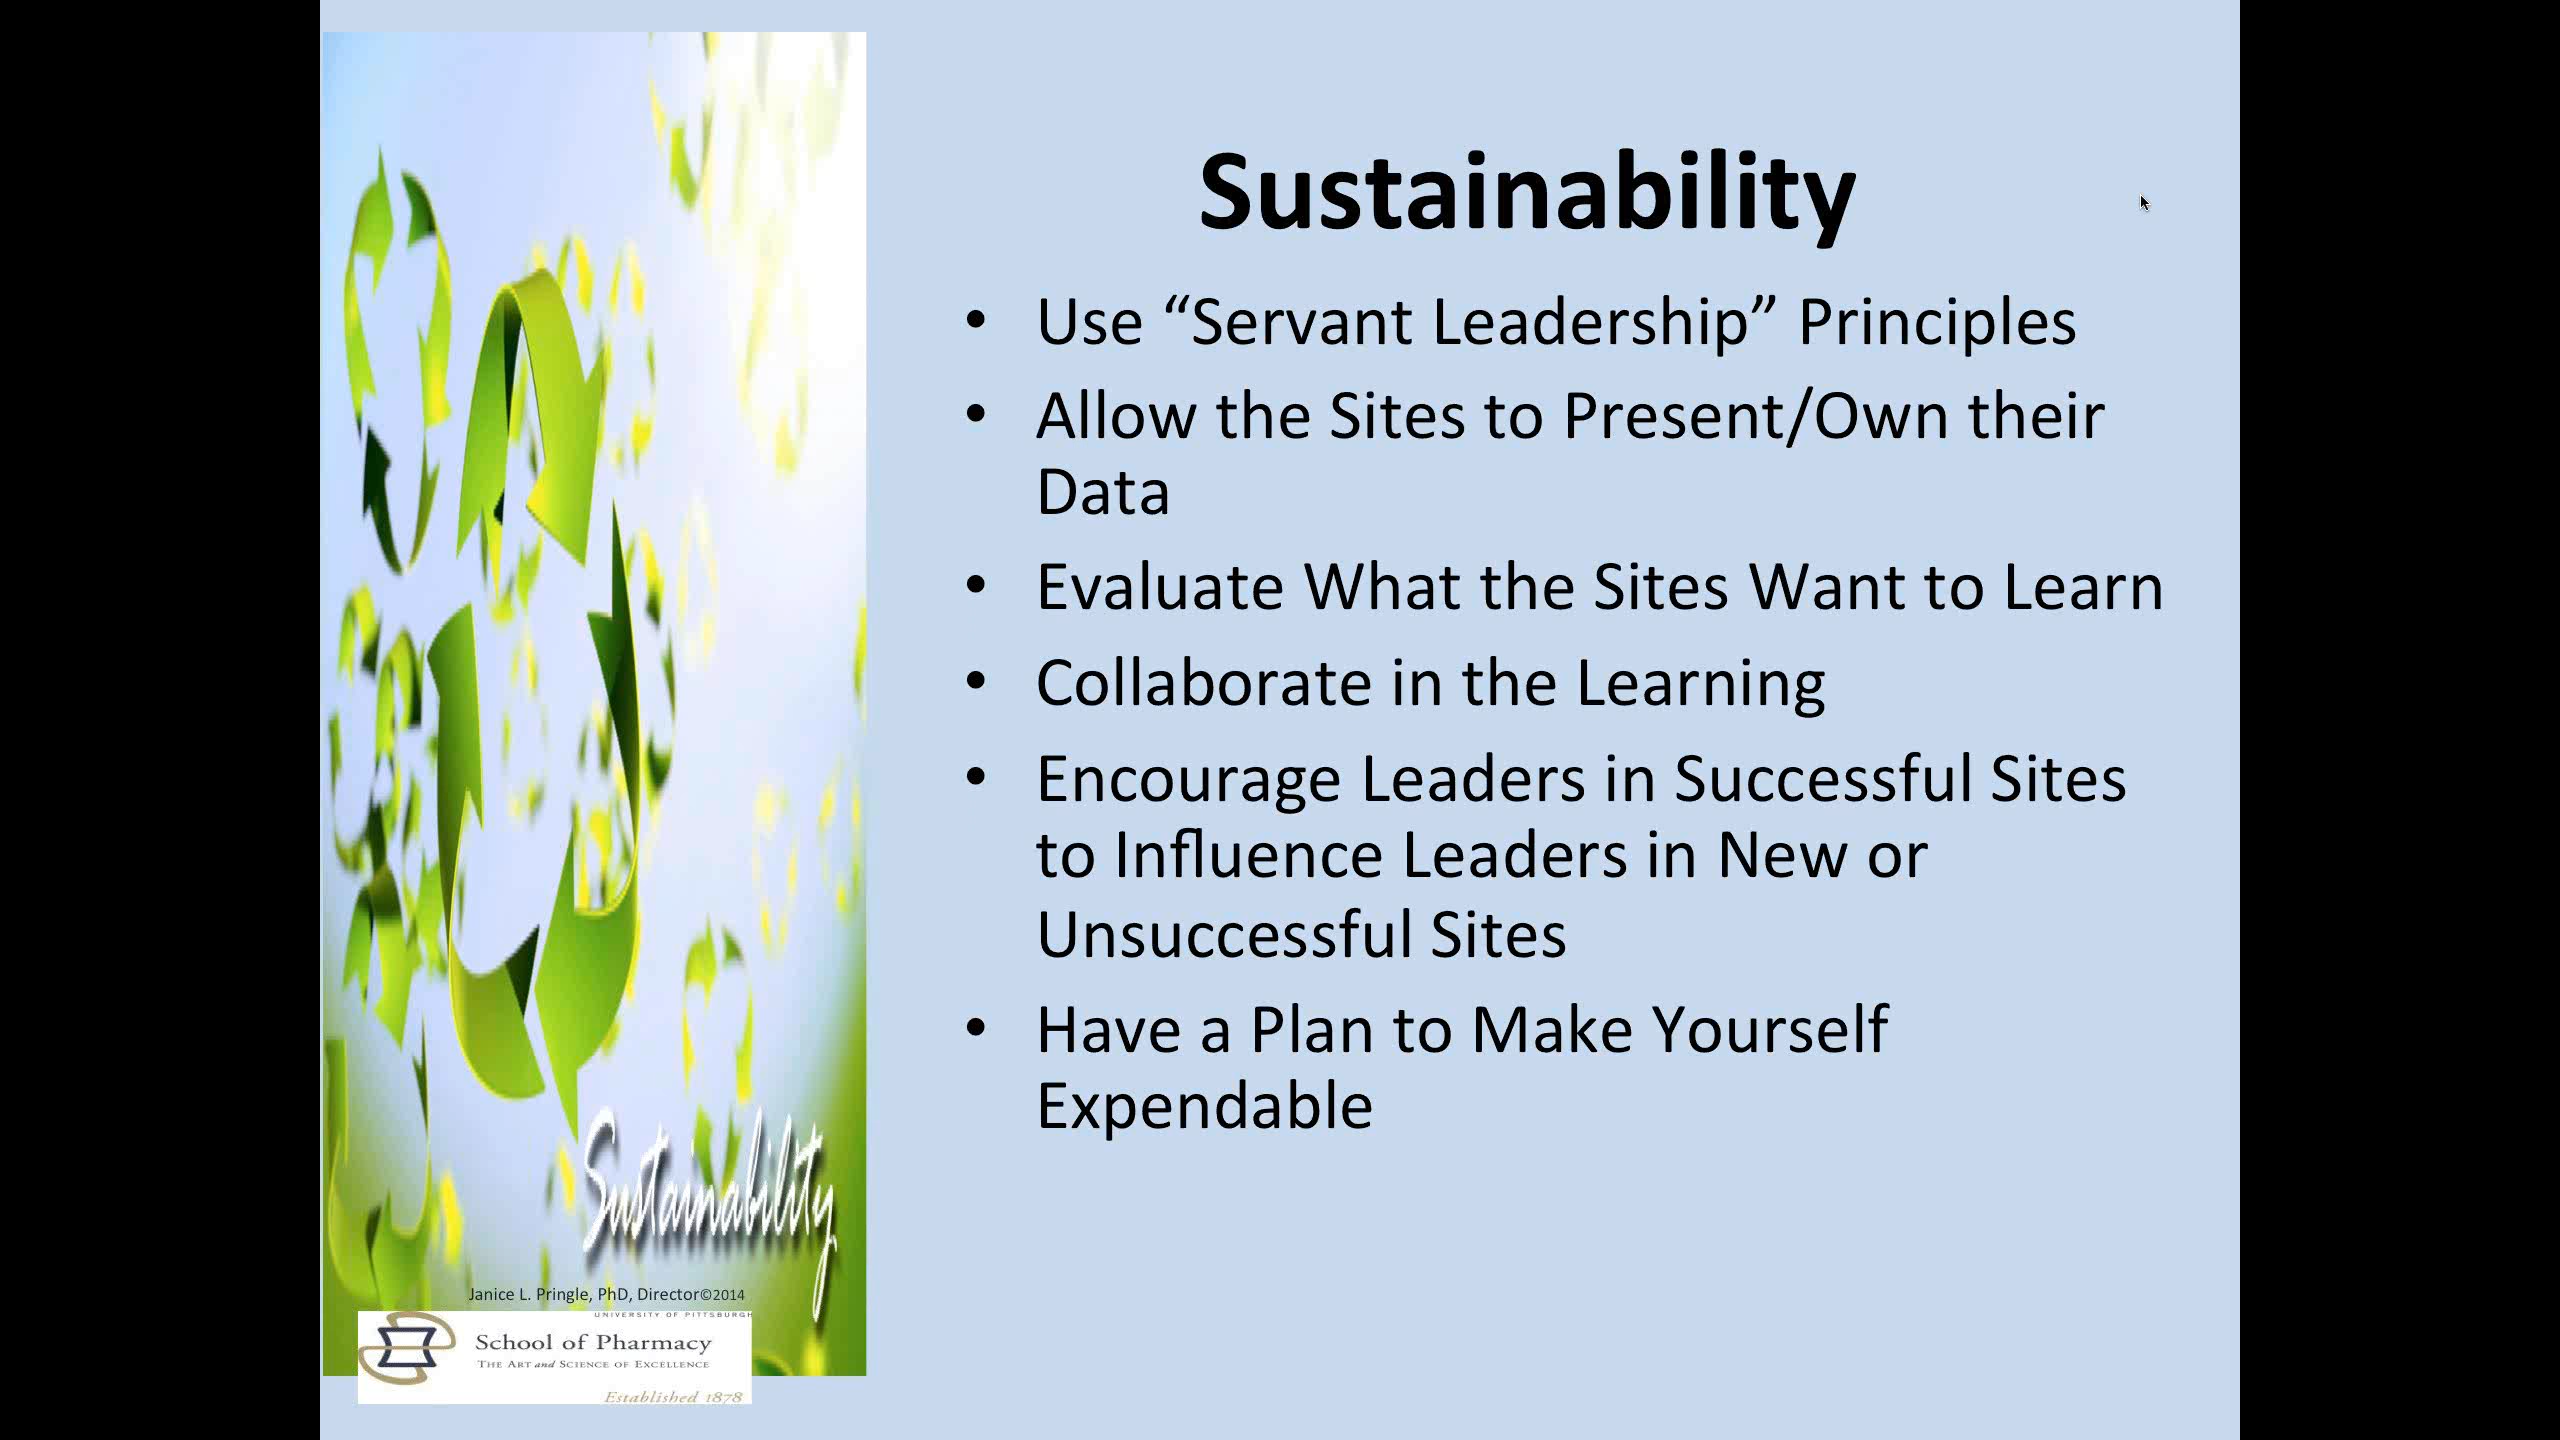 Sustainability
• Use “Servant Leadership” Principles
• Allow the Sites to Present/Own their
Data
• Evaluate What the Sites Want to Learn
• Collaborate in the Learning
• Encourage Leaders in Successful Sites
to Influence Leaders in New or
Unsuccessful Sites
• Have a Plan to Make Yourself
Expendable
Sustainability
Janice L. Pringle, PhD, Director©2014
UNIVERSITY OF PITTSBURGH
School of Pharmacy
THE ART and SCIENCE OF EXCELLENCE
Established 1878